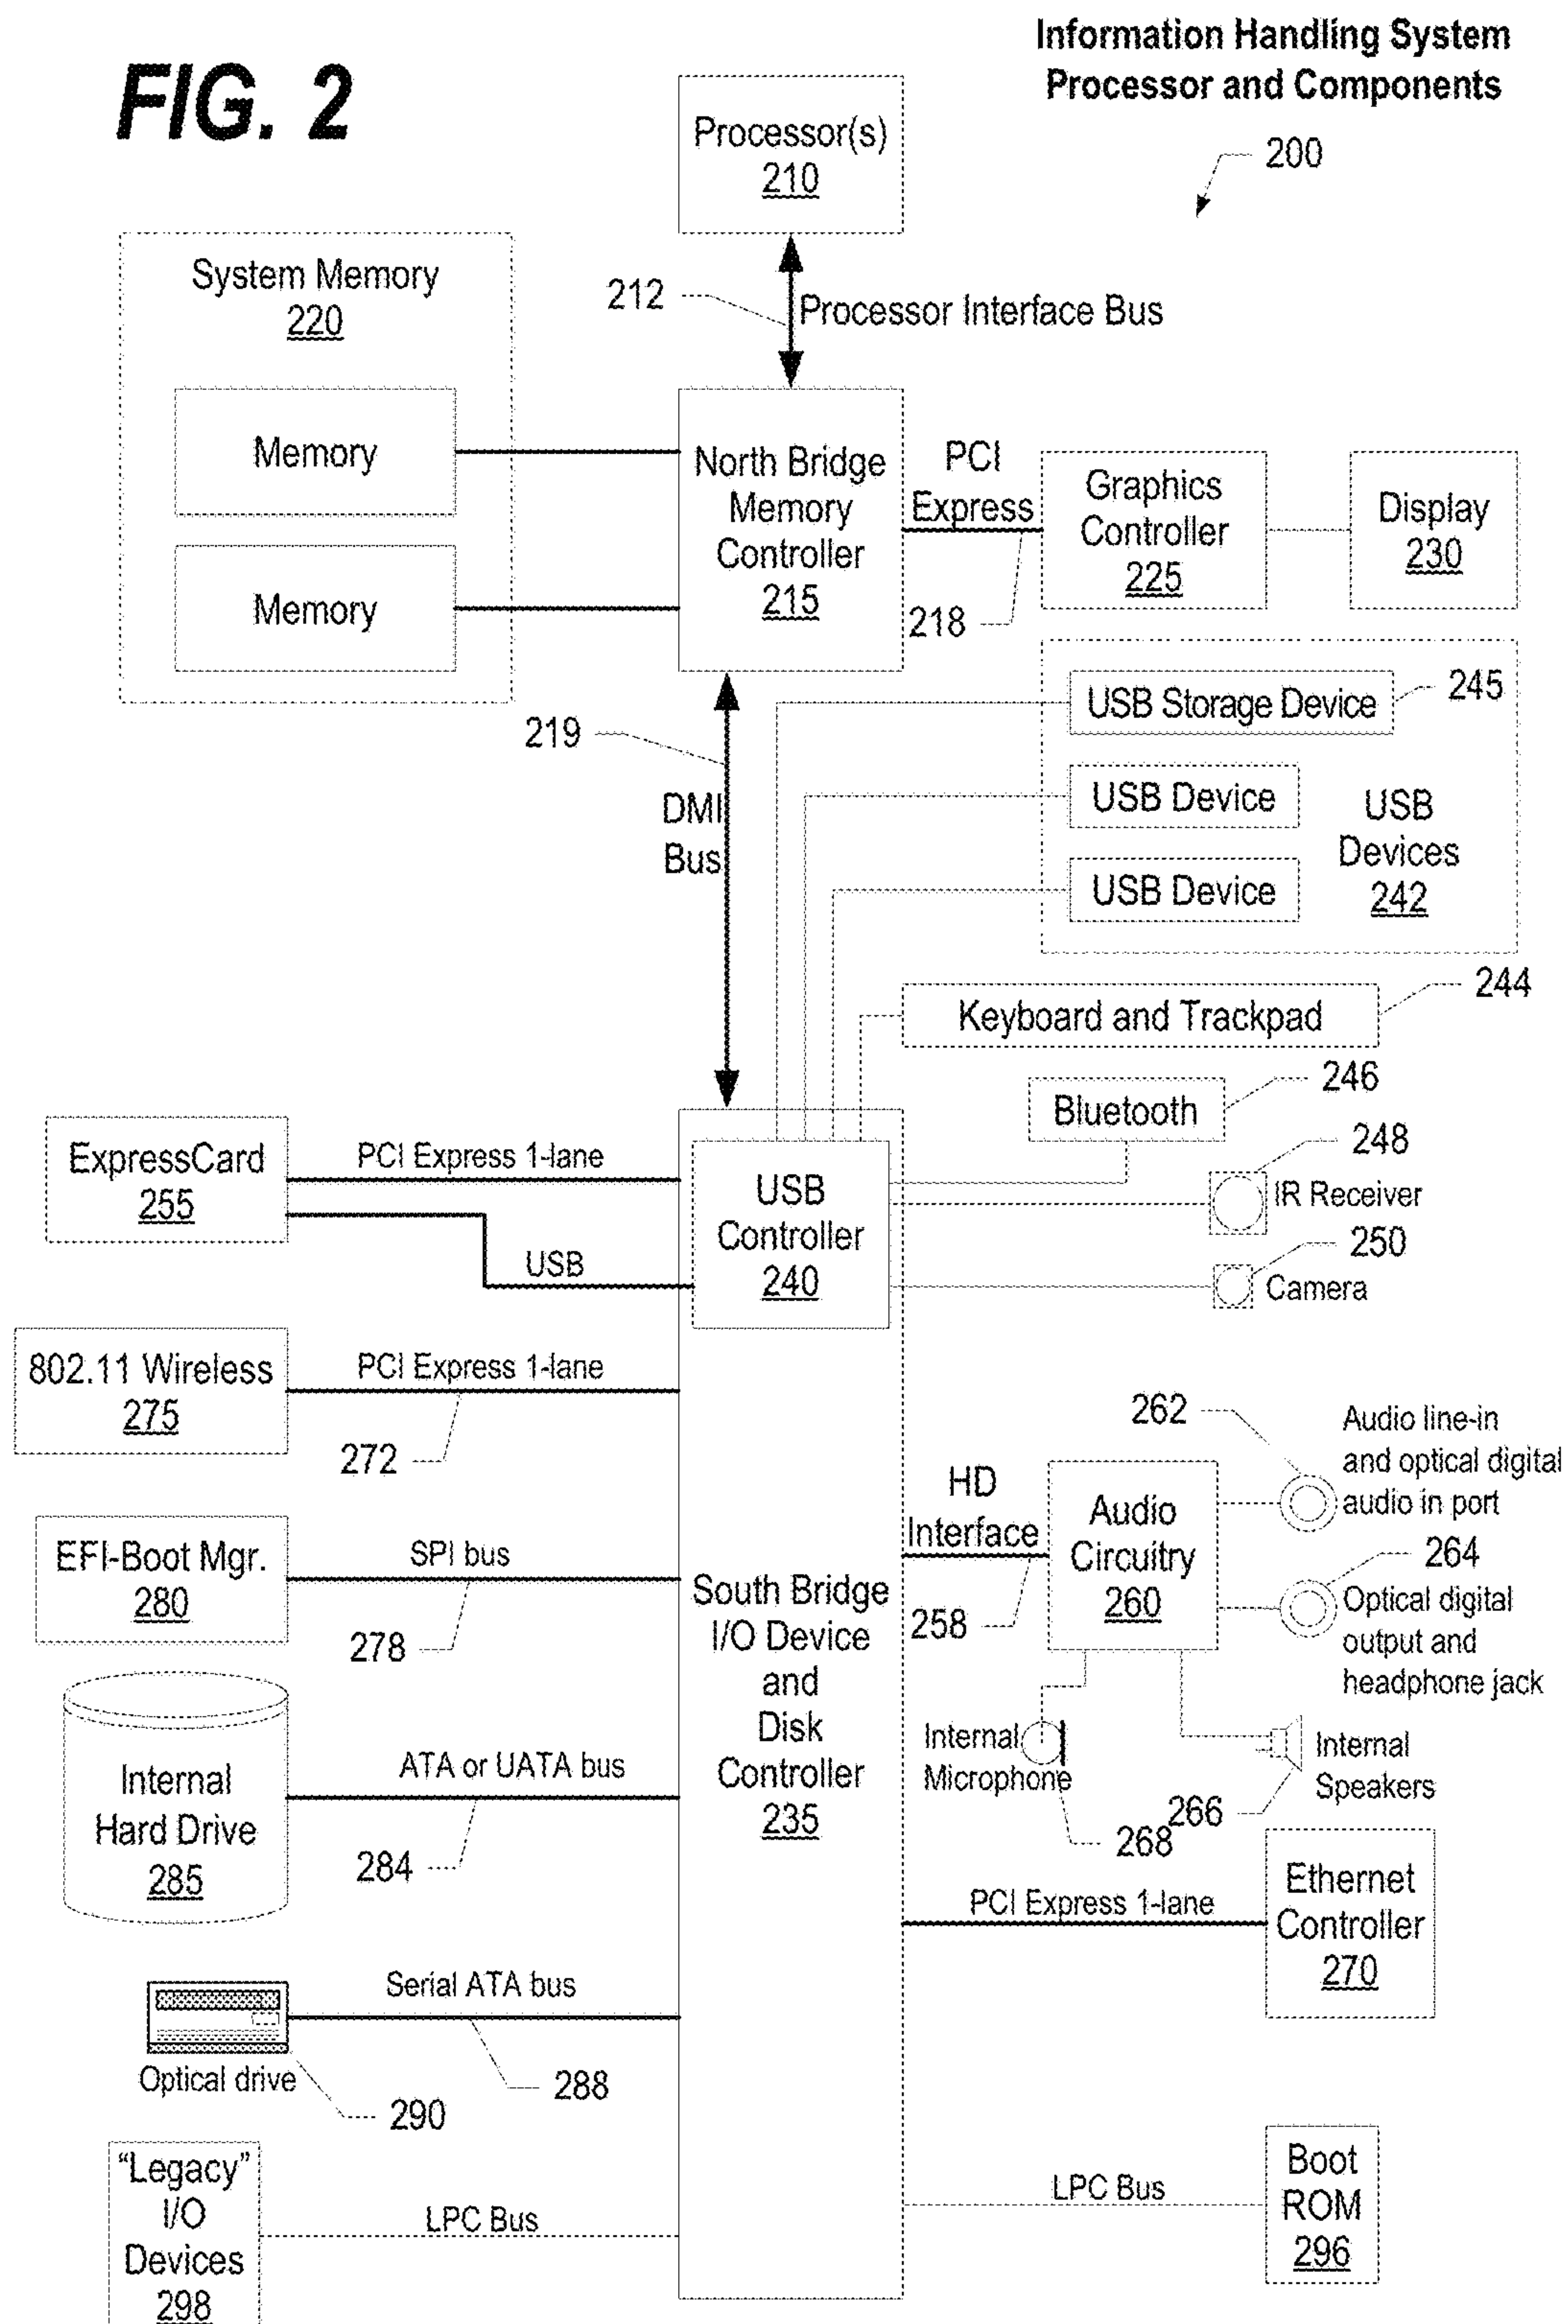 Information Handling System
Processor and Components
FIG. 2
200
Processor(s)
210
System Memory
220
212
Processor Interface Bus
Memory
Memory
North Bridge
Memory
Controller
215
PCI
Express
218
Graphics
Controller
225
Display
230
219
DMI
Bus
USB Storage Device
245
USB Device
USB Device
USB
Devices
242
Keyboard and Trackpad
244
Bluetooth
246
248
IR Receiver
250
Camera
ExpressCard
255
PCI Express 1-lane
USB
USB
Controller
240
802.11 Wireless
275
PCI Express 1-lane
272
EFI-Boot Mgr.
280
SPI bus
278
Internal
Hard Drive
285
ATA or UATA bus
284
South Bridge
I/O Device
and
Disk
Controller
235
HD
Interface
258
Audio
Circuitry
260
262
Audio line-in
and optical digital
audio in port
264
Optical digital
output and
headphone jack
Internal
Microphone
268
266
Internal
Speakers
PCI Express 1-lane
Ethernet
Controller
270
Serial ATA bus
288
Optical drive
290
"Legacy"
I/O
Devices
298
LPC Bus
LPC Bus
Boot
ROM
296